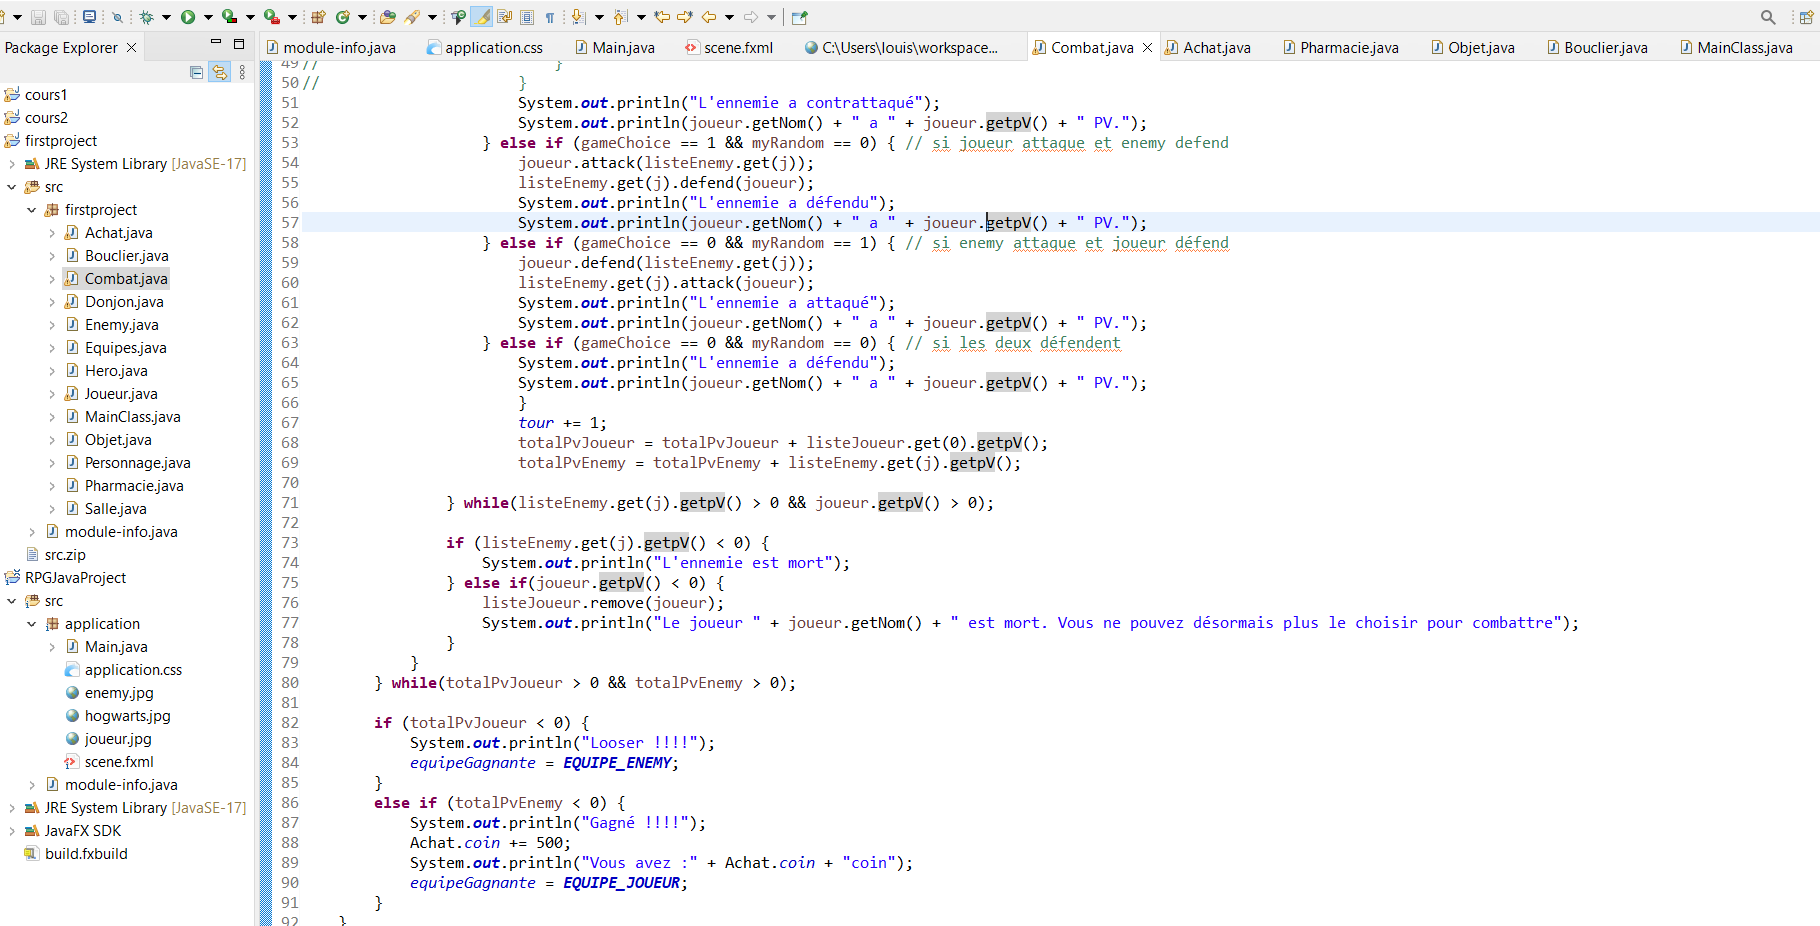 Package Explorer
module-info.java
application.css
Main.java
scene.fxml
C:\Users\louis\workspace...
Combat.java
Achat.java
Pharmacie.java
Objet.java
Bouclier.java
MainClass.java
cours1
cours2
firstproject
JRE System Library [JavaSE-17]
src
firstproject
Achat.java
Bouclier.java
Combat.java
Donjon.java
Enemy.java
Equipes.java
Hero.java
Joueur.java
MainClass.java
Objet.java
Personnage.java
Pharmacie.java
Salle.java
module-info.java
src.zip
RPGJavaProject
src
application
Main.java
application.css
enemy.jpg
hogwarts.jpg
joueur.jpg
scene.fxml
module-info.java
JRE System Library [JavaSE-17]
JavaFX SDK
build.fxbuild
49 // }
50 // }
51 System.out.println("L'ennemie a contrattaqué");
52 System.out.println(joueur.getNom() + " a " + joueur.getpV() + " PV.");
53 } else if (gameChoice == 1 && myRandom == 0) { // si joueur attaque et enemy defend
54 joueur.attack(listeEnemy.get(j));
55 listeEnemy.get(j).defend(joueur);
56 System.out.println("L'ennemie a défendu");
57 System.out.println(joueur.getNom() + " a " + joueur.getpV() + " PV.");
58 } else if (gameChoice == 0 && myRandom == 1) { // si enemy attaque et joueur défend
59 joueur.defend(listeEnemy.get(j));
60 listeEnemy.get(j).attack(joueur);
61 System.out.println("L'ennemie a attaqué");
62 System.out.println(joueur.getNom() + " a " + joueur.getpV() + " PV.");
63 } else if (gameChoice == 0 && myRandom == 0) { // si les deux défendent
64 System.out.println("L'ennemie a défendu");
65 System.out.println(joueur.getNom() + " a " + joueur.getpV() + " PV.");
66 }
67 tour += 1;
68 totalPvJoueur = totalPvJoueur + listeJoueur.get(0).getpV();
69 totalPvEnemy = totalPvEnemy + listeEnemy.get(j).getpV();
70
71 } while(listeEnemy.get(j).getpV() > 0 && joueur.getpV() > 0);
72
73 if (listeEnemy.get(j).getpV() < 0) {
74 System.out.println("L'ennemie est mort");
75 } else if(joueur.getpV() < 0) {
76 listeJoueur.remove(joueur);
77 System.out.println("Le joueur " + joueur.getNom() + " est mort. Vous ne pouvez désormais plus le choisir pour combattre");
78 }
79 }
80 } while(totalPvJoueur > 0 && totalPvEnemy > 0);
81
82 if (totalPvJoueur < 0) {
83 System.out.println("Looser !!!!");
84 equipeGagnante = EQUIPE_ENEMY;
85 }
86 else if (totalPvEnemy < 0) {
87 System.out.println("Gagné !!!!");
88 Achat.coin += 500;
89 System.out.println("Vous avez :" + Achat.coin + "coin");
90 equipeGagnante = EQUIPE_JOUEUR;
91 }
92 }